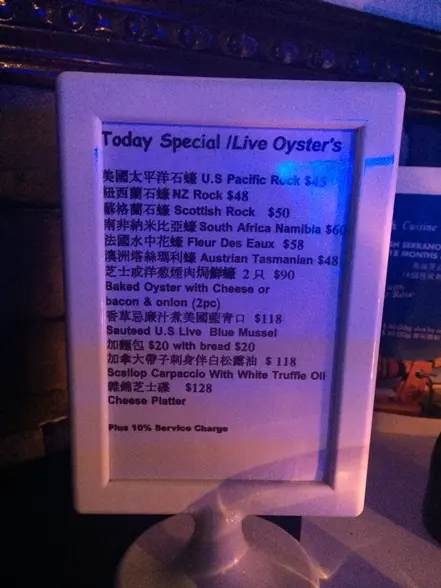 Today Special /Live Oyster's
美國太平洋石蠔 U.S Pacific Rock $45
紐西蘭石蠔 NZ Rock $48
蘇格蘭石蠔 Scottish Rock $50
南非納米比亞蠔 South Africa Namibia $60
法國水中花蠔 Fleur Des Eaux $58
澳洲塔絲瑪利蠔 Austrian Tasmanian $48
芝士或洋葱煙肉焗鮮蠔 2 只 $90
Baked Oyster with Cheese or
bacon & onion (2pc)
香草忌廉汁煮美國藍青口 $118
Sauteed U.S Live Blue Mussel
加麵包 $20 with bread $20
加拿大帶子刺身伴白松露油 $ 118
Scallop Carpaccio With White Truffle Oil
雜錦芝士碟 $128
Cheese Platter
Plus 10% Service Charge
Cuisine
SERRANO
MONTHS